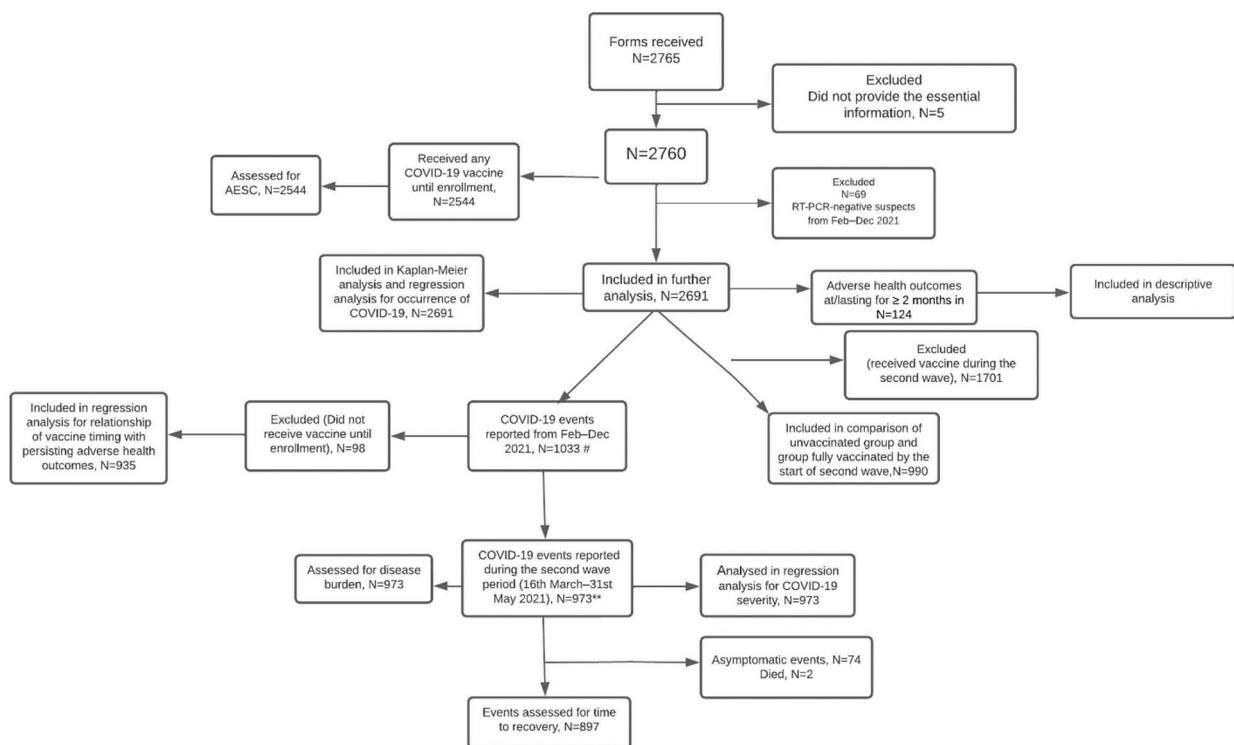 Forms received
N=2765
Excluded
Did not provide the essential
information, N=5
N=2760
Received any
COVID-19 vaccine
until enrollment,
N=2544
Assessed for
AESC, N=2544
Excluded
N=69
RT-PCR-negative suspects
from Feb–Dec 2021
Included in Kaplan-Meier
analysis and regression
analysis for occurrence of
COVID-19, N=2691
Included in further
analysis, N=2691
Adverse health outcomes
at/lasting for ≥ 2 months in
N=124
Included in descriptive
analysis
Excluded
(received vaccine during the
second wave), N=1701
Included in regression
analysis for relationship
of vaccine timing with
persisting adverse health
outcomes, N=935
Excluded (Did not
receive vaccine until
enrollment), N=98
COVID-19 events
reported from Feb–Dec
2021, N=1033 #
Included in comparison of
unvaccinated group and
group fully vaccinated by
the start of second wave,N=990
Assessed for disease
burden, N=973
COVID-19 events reported
during the second wave
period (16th March–31st
May 2021), N=973**
Analysed in regression
analysis for COVID-19
severity, N=973
Asymptomatic events, N=74
Died, N=2
Events assessed for time
to recovery, N=897